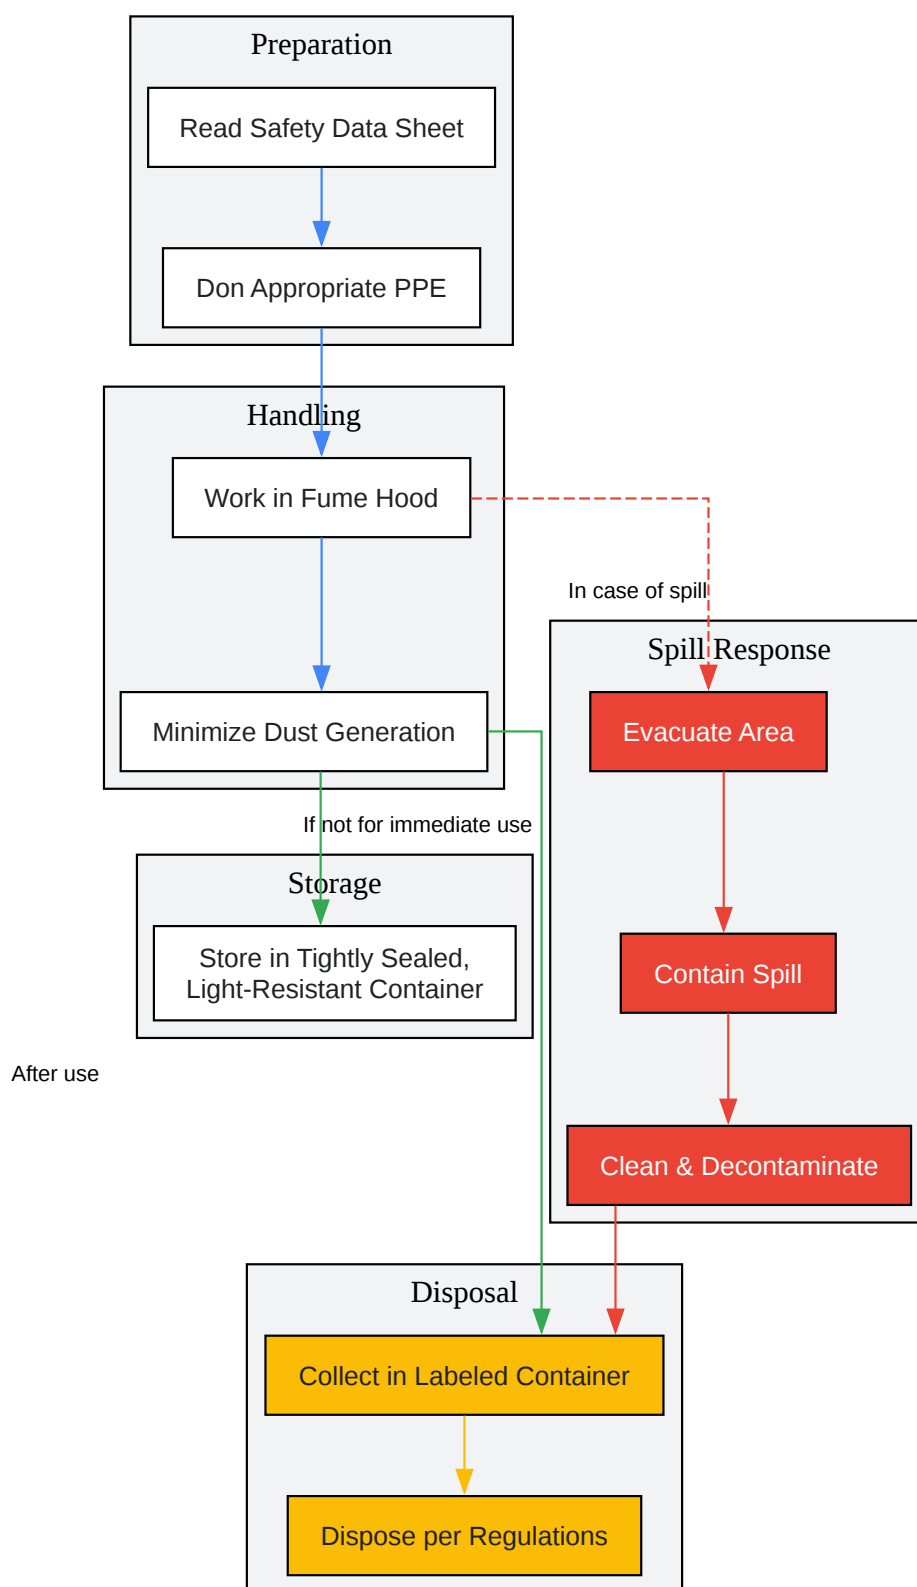 Preparation
Read Safety Data Sheet
Don Appropriate PPE
Handling
Work in Fume Hood
In case of spill
Spill Response
Minimize Dust Generation
Evacuate Area
If not for immediate use
Storage
Store in Tightly Sealed,
Light-Resistant Container
Contain Spill
After use
Clean & Decontaminate
Disposal
Collect in Labeled Container
Dispose per Regulations